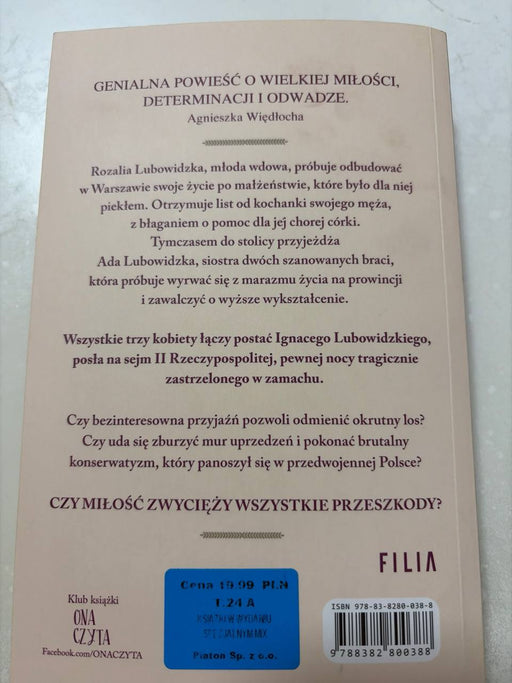 GENIALNA POWIEŚĆ O WIELKIEJ MIŁOŚCI,
DETERMINACJI I ODWADZE.
Agnieszka Więdłocha
Rozalia Lubowidzka, młoda wdowa, próbuje odbudować
w Warszawie swoje życie po małżeństwie, które było dla niej
piekłem. Otrzymuje list od kochanki swojego męża,
z błaganiem o pomoc dla jej chorej córki.
Tymczasem do stolicy przyjeżdża
Ada Lubowidzka, siostra dwóch szanowanych braci,
która próbuje wyrwać się z marazmu życia na prowincji
i zawalczyć o wyższe wykształcenie.
Wszystkie trzy kobiety łączy postać Ignacego Lubowidzkiego,
posła na sejm II Rzeczypospolitej, pewnej nocy tragicznie
zastrzelonego w zamachu.
Czy bezinteresowna przyjaźń pozwoli odmienić okrutny los?
Czy uda się zburzyć mur uprzedzeń i pokonać brutalny
konserwatyzm, który panoszył się w przedwojennej Polsce?
CZY MIŁOŚĆ ZWYCIĘŻY WSZYSTKIE PRZESZKODY?
FILIA
Klub książki
ONA
CZYTA
Facebook.com/ONACZYTA
Cena 19.99 PLN
T 24 A
KSIĄŻKI W WYDANIU
SPECJALNYM MIX
Platon Sp. z o.o.
ISBN 978-83-8280-038-8
9 788382 800388